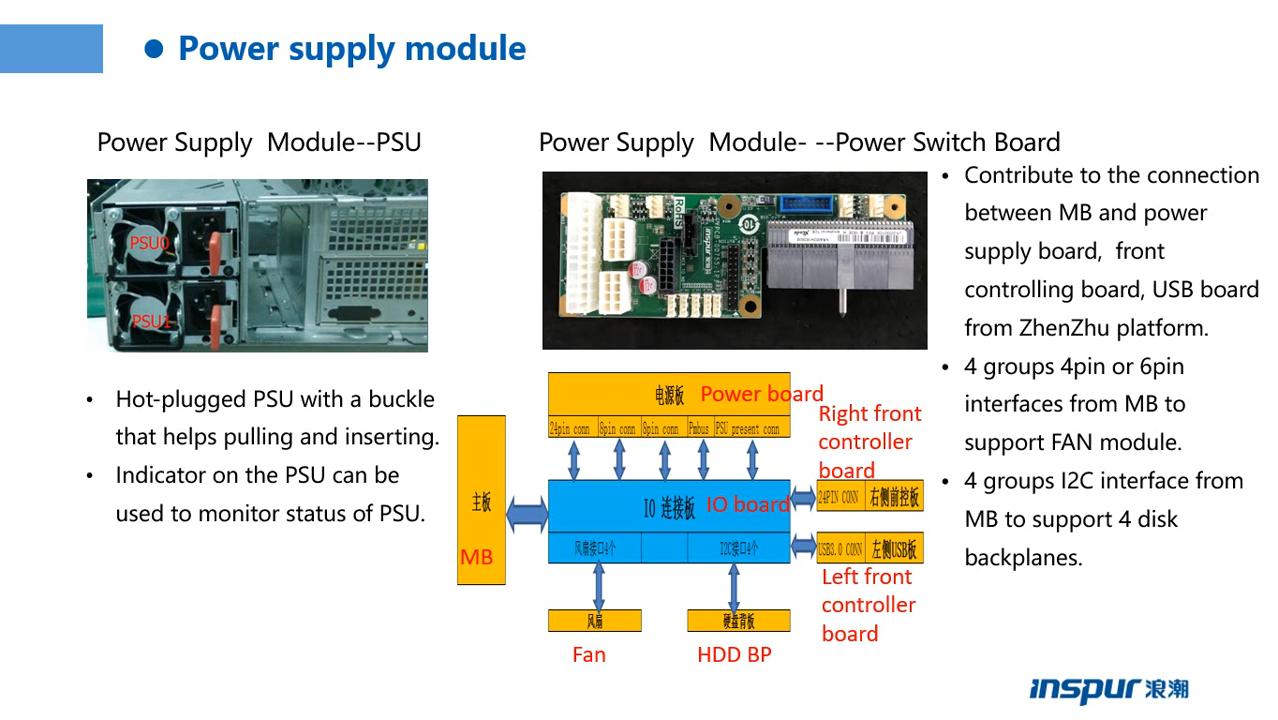 Power supply module
Power Supply Module--PSU
PSU0
PSU1
• Hot-plugged PSU with a buckle
that helps pulling and inserting.
• Indicator on the PSU can be
used to monitor status of PSU.
Power Supply Module- --Power Switch Board
RoHS
inspur
10
电源板 Power board
24pin conn 8pin conn 8pin conn Pmbus PSU present conn
主板
MB
IO 连接板 IO board
风扇接口4个 I2C接口4个
Right front
controller
board
24PIN CONN 右侧前控板
USB3.0 CONN 左侧USB板
Left front
controller
board
风扇
Fan
硬盘背板
HDD BP
• Contribute to the connection
between MB and power
supply board, front
controlling board, USB board
from ZhenZhu platform.
• 4 groups 4pin or 6pin
interfaces from MB to
support FAN module.
• 4 groups I2C interface from
MB to support 4 disk
backplanes.
inspur 浪潮